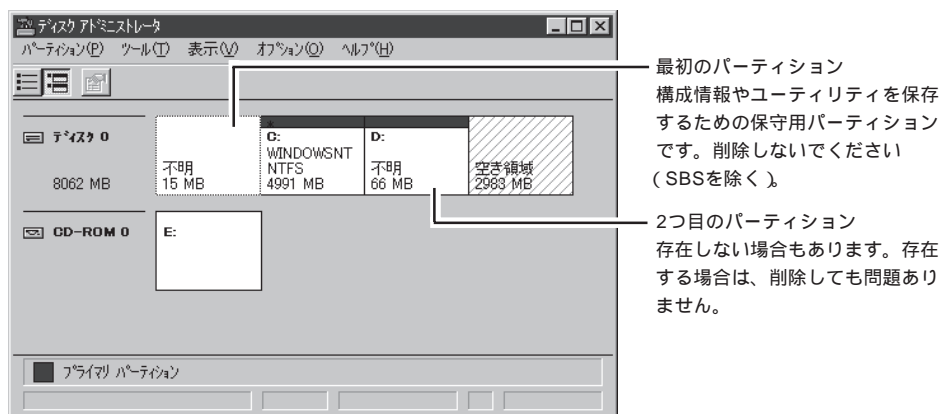 ディスク アドミニストレータ
パーティション(P) ツール(T) 表示(V) オプション(O) ヘルプ(H)
ディスク 0
8062 MB
不明
15 MB
C:
WINDOWSNT
NTFS
4991 MB
D:
不明
66 MB
空き領域
2983 MB
CD-ROM 0
E:
プライマリ パーティション
最初のパーティション
構成情報やユーティリティを保存
するための保守用パーティション
です。削除しないでください
(SBSを除く)。
2つ目のパーティション
存在しない場合もあります。存在
する場合は、削除しても問題あり
ません。